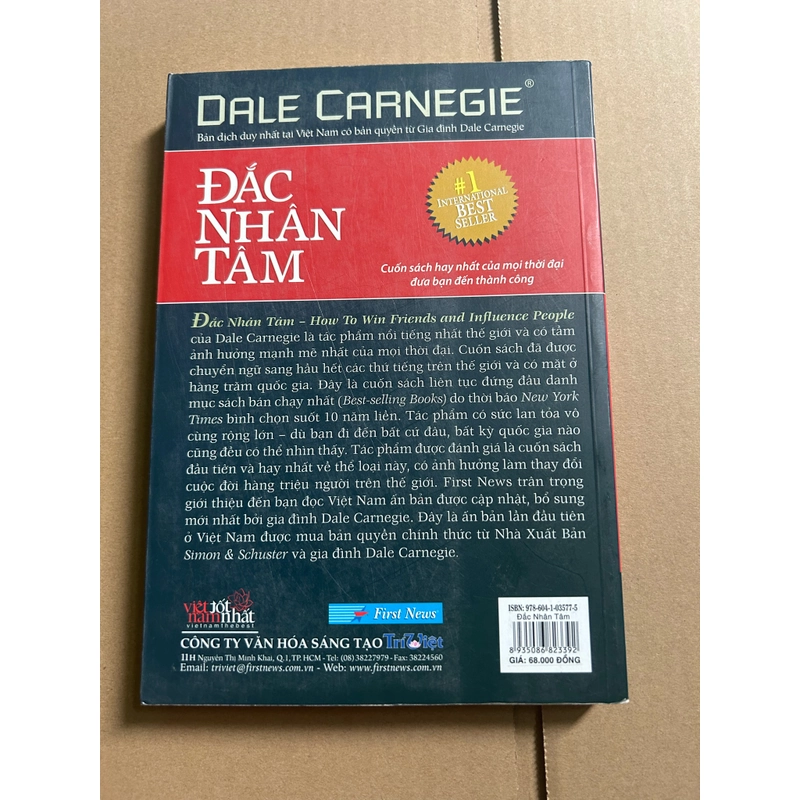 DALE CARNEGIE®
Bản dịch duy nhất tại Việt Nam có bản quyền từ Gia đình Dale Carnegie
ĐẮC
NHÂN
TÂM
#1
INTERNATIONAL
BEST
SELLER
Cuốn sách hay nhất của mọi thời đại
đưa bạn đến thành công
Đắc Nhân Tâm – How To Win Friends and Influence People
của Dale Carnegie là tác phẩm nổi tiếng nhất thế giới và có tầm
ảnh hưởng mạnh mẽ nhất của mọi thời đại. Cuốn sách đã được
chuyển ngữ sang hầu hết các thứ tiếng trên thế giới và có mặt ở
hàng trăm quốc gia. Đây là cuốn sách liên tục đứng đầu danh
mục sách bán chạy nhất (Best-selling Books) do thời báo New York
Times bình chọn suốt 10 năm liền. Tác phẩm có sức lan tỏa vô
cùng rộng lớn – dù bạn đi đến bất cứ đâu, bất kỳ quốc gia nào
cũng đều có thể nhìn thấy. Tác phẩm được đánh giá là cuốn sách
đầu tiên và hay nhất về thể loại này, có ảnh hưởng làm thay đổi
cuộc đời hàng triệu người trên thế giới. First News trân trọng
giới thiệu đến bạn đọc Việt Nam ấn bản được cập nhật, bổ sung
mới nhất bởi gia đình Dale Carnegie. Đây là ấn bản lần đầu tiên
ở Việt Nam được mua bản quyền chính thức từ Nhà Xuất Bản
Simon & Schuster và gia đình Dale Carnegie.
việt tốt
nam nhất
vietnamthebest
First News
CÔNG TY VĂN HÓA SÁNG TẠO Trí Việt
11H Nguyễn Thị Minh Khai, Q.1, TP. HCM - Tel: (08) 38227979 - Fax: 38224560
Email: triviet@firstnews.com.vn - Web: www.firstnews.com.vn
ISBN: 978-604-1-03577-5
Đắc Nhân Tâm
8 935086 823392
GIÁ: 68.000 ĐỒNG